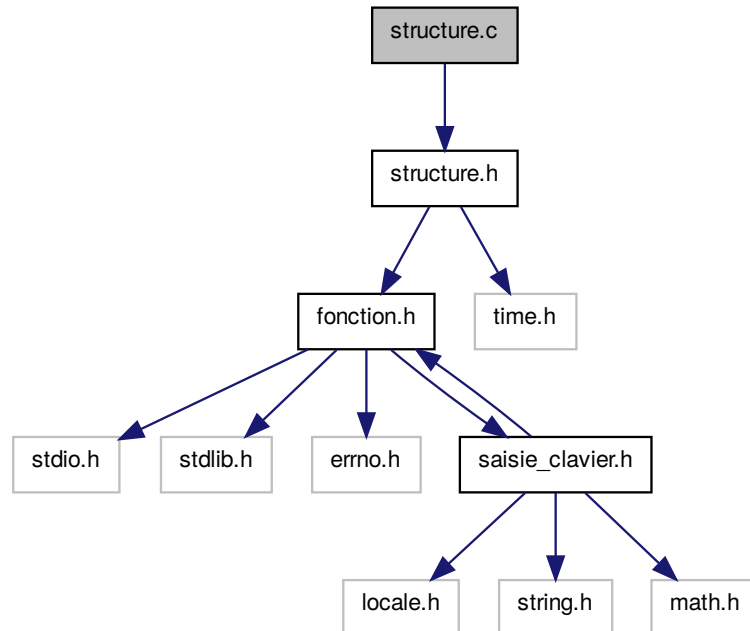 structure.c
structure.h
fonction.h
time.h
stdio.h
stdlib.h
errno.h
saisie_clavier.h
locale.h
string.h
math.h